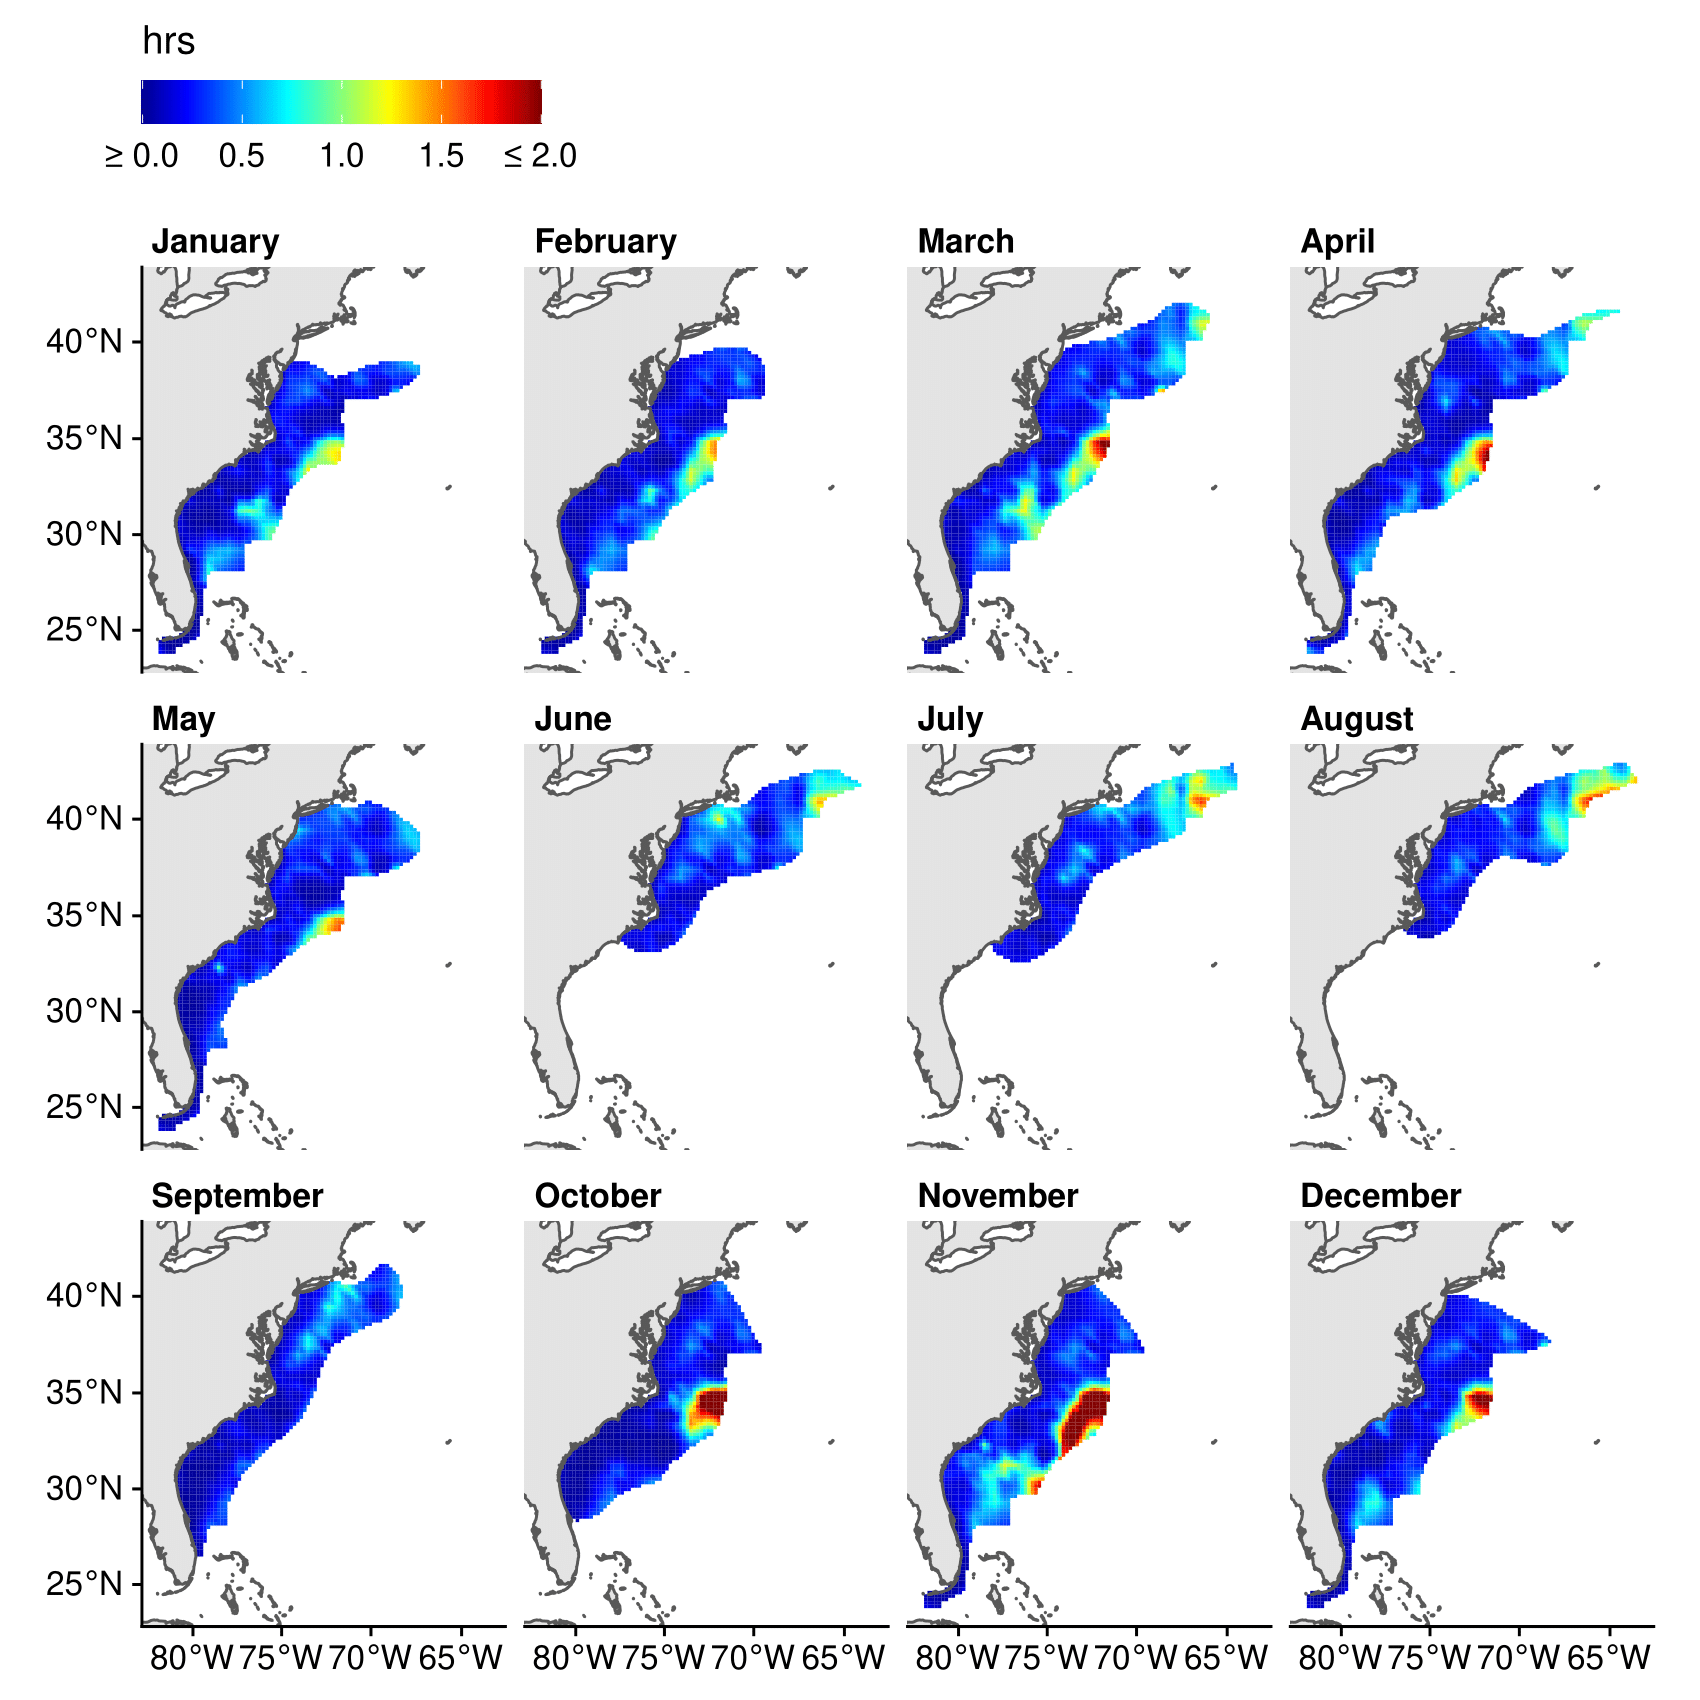 hrs
≥ 0.0 0.5 1.0 1.5 ≤ 2.0
January February March April
40°N
35°N
30°N
25°N
May June July August
40°N
35°N
30°N
25°N
September October November December
40°N
35°N
30°N
25°N
80°W 75°W 70°W 65°W 80°W 75°W 70°W 65°W 80°W 75°W 70°W 65°W 80°W 75°W 70°W 65°W